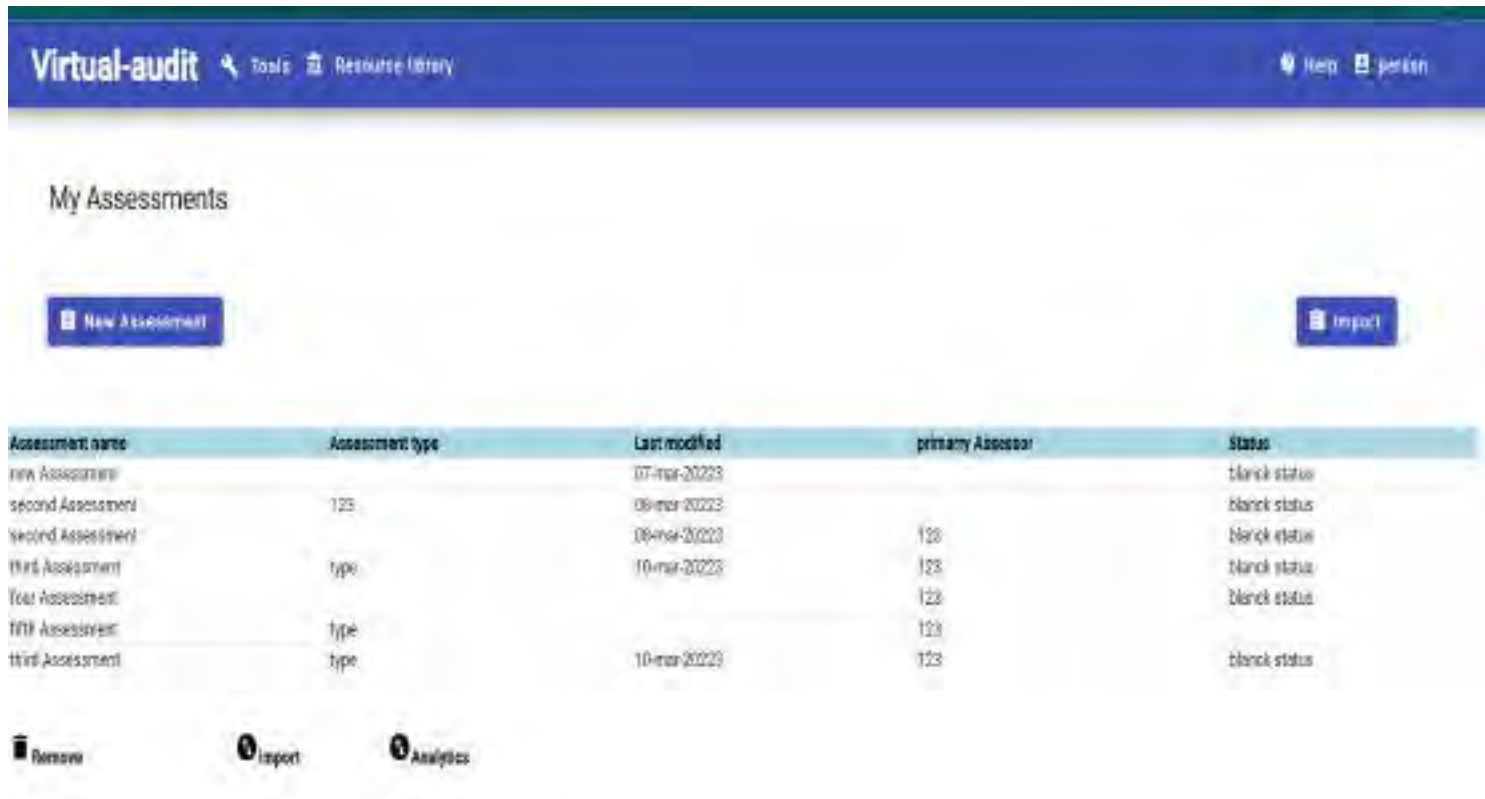 Virtual-audit Tools Resource library Help person
My Assessments
New Assessment Import
Assessment name Assessment type Last modified primarry Assessor Status
new Assessment 07-mar-20223 blanck status
second Assessment 123 08-mar-20223 blanck status
second Assessment 08-mar-20223 123 blanck status
third Assessment type 10-mar-20223 123 blanck status
four Assessment 123 blanck status
fifth Assessment type 123
third Assessment type 10-mar-20223 123 blanck status
Remove Import Analytics